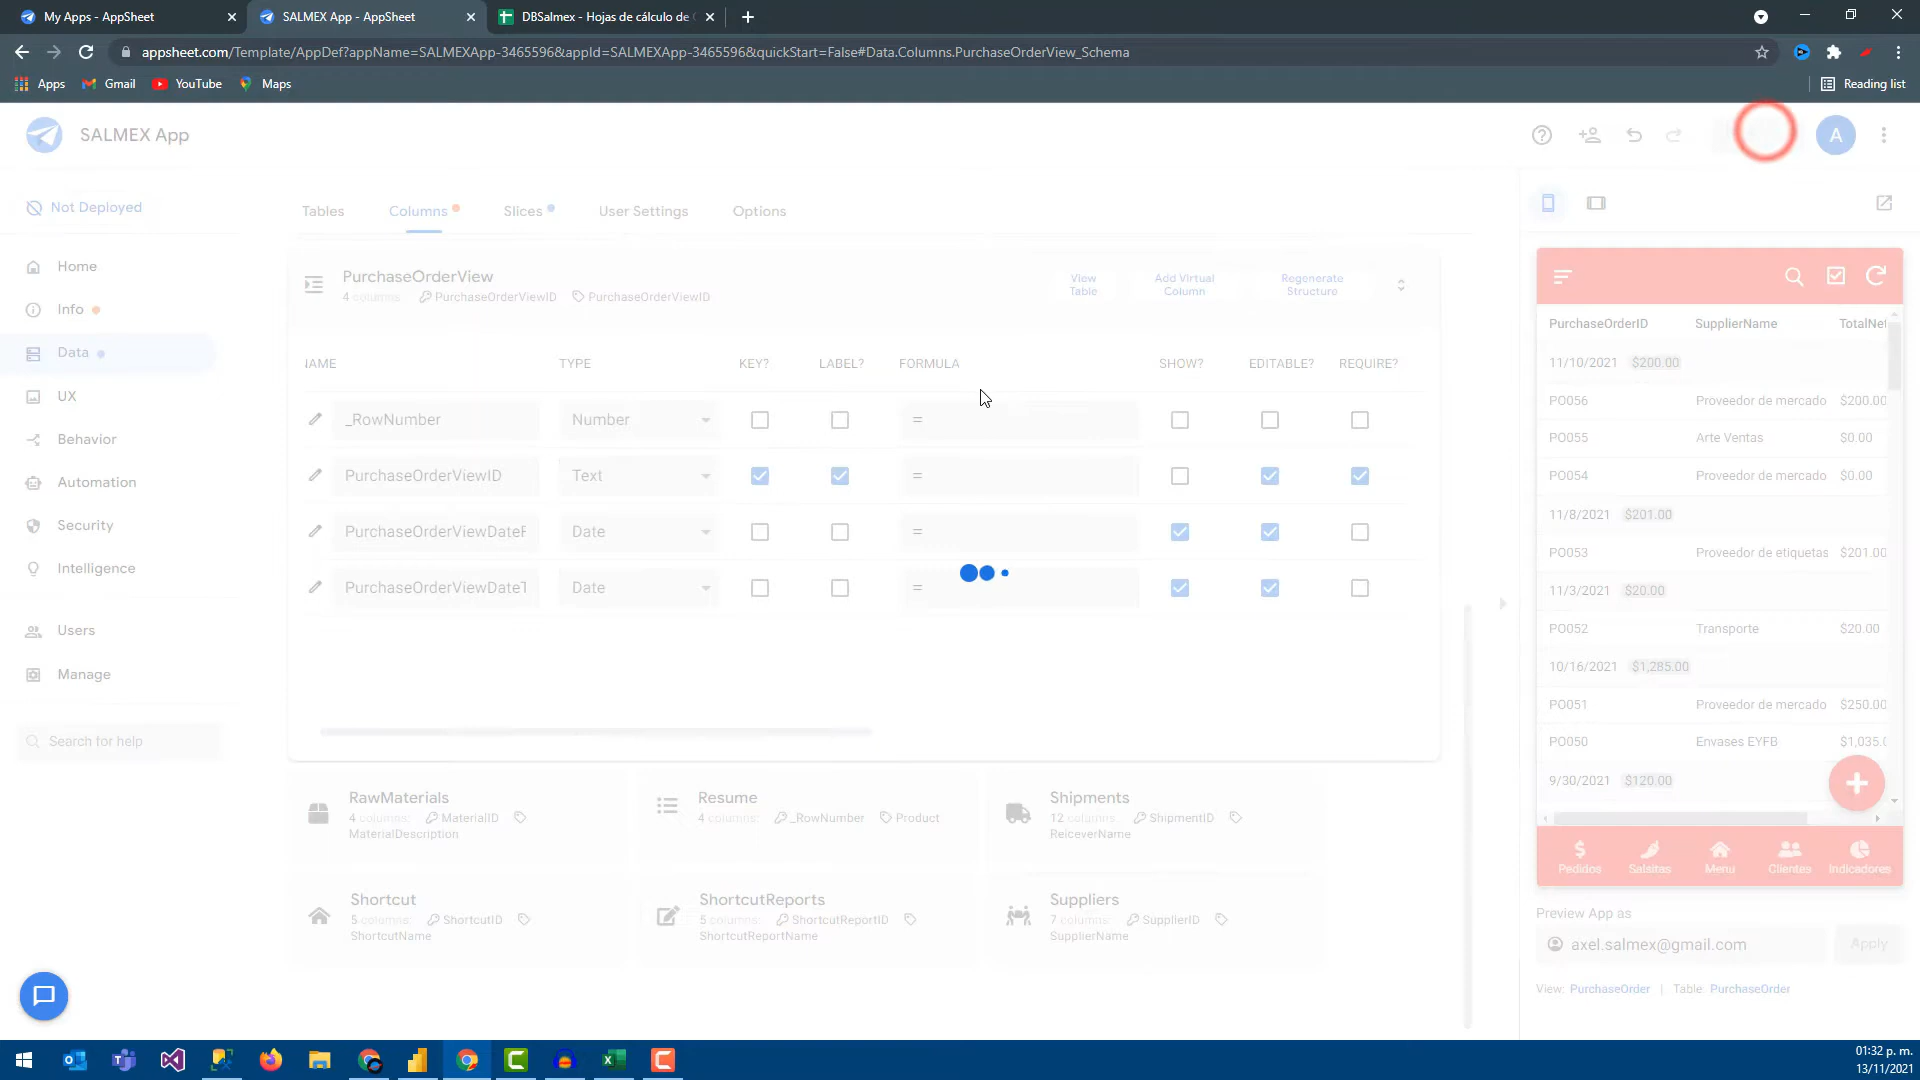 My Apps - AppSheet
SALMEX App - AppSheet
DBSalmex - Hojas de cálculo de
appsheet.com/Template/AppDef?appName=SALMEXApp-3465596&appId=SALMEXApp-3465596&quickStart=False#Data.Columns.PurchaseOrderView_Schema
Apps
Gmail
YouTube
Maps
Reading list
SALMEX App
A
Not Deployed
Home
Info
Data
UX
Behavior
Automation
Security
Intelligence
Users
Manage
Search for help
Tables
Columns
Slices
User Settings
Options
PurchaseOrderView
4 columns: PurchaseOrderViewID PurchaseOrderViewID
View
Table
Add Virtual
Column
Regenerate
Structure
NAME TYPE KEY? LABEL? FORMULA SHOW? EDITABLE? REQUIRE?
_RowNumber Number =
PurchaseOrderViewID Text =
PurchaseOrderViewDateF Date =
PurchaseOrderViewDateT Date =
RawMaterials
4 columns: MaterialID
MaterialDescription
Resume
4 columns: _RowNumber Product
Shipments
12 columns: ShipmentID
ReiceverName
Shortcut
5 columns: ShortcutID
ShortcutName
ShortcutReports
5 columns: ShortcutReportID
ShortcutReportName
Suppliers
7 columns: SupplierID
SupplierName
PurchaseOrderID SupplierName TotalNet
11/10/2021 $200.00
PO056 Proveedor de mercado $200.00
PO055 Arte Ventas $0.00
PO054 Proveedor de mercado $0.00
11/8/2021 $201.00
PO053 Proveedor de etiquetas $201.00
11/3/2021 $20.00
PO052 Transporte $20.00
10/16/2021 $1,285.00
PO051 Proveedor de mercado $250.00
PO050 Envases EYFB $1,035.0
9/30/2021 $120.00
Pedidos
Salsitas
Menu
Clientes
Indicadores
Preview App as
axel.salmex@gmail.com
Apply
View: PurchaseOrder | Table: PurchaseOrder
01:32 p. m.
13/11/2021